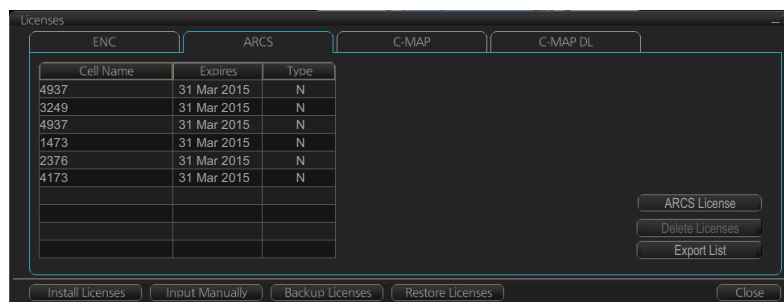 Licenses
ENC ARCS C-MAP C-MAP DL
Cell Name Expires Type
4937 31 Mar 2015 N
3249 31 Mar 2015 N
4937 31 Mar 2015 N
1473 31 Mar 2015 N
2376 31 Mar 2015 N
4173 31 Mar 2015 N
ARCS License
Delete Licenses
Export List
Install Licenses Input Manually Backup Licenses Restore Licenses Close